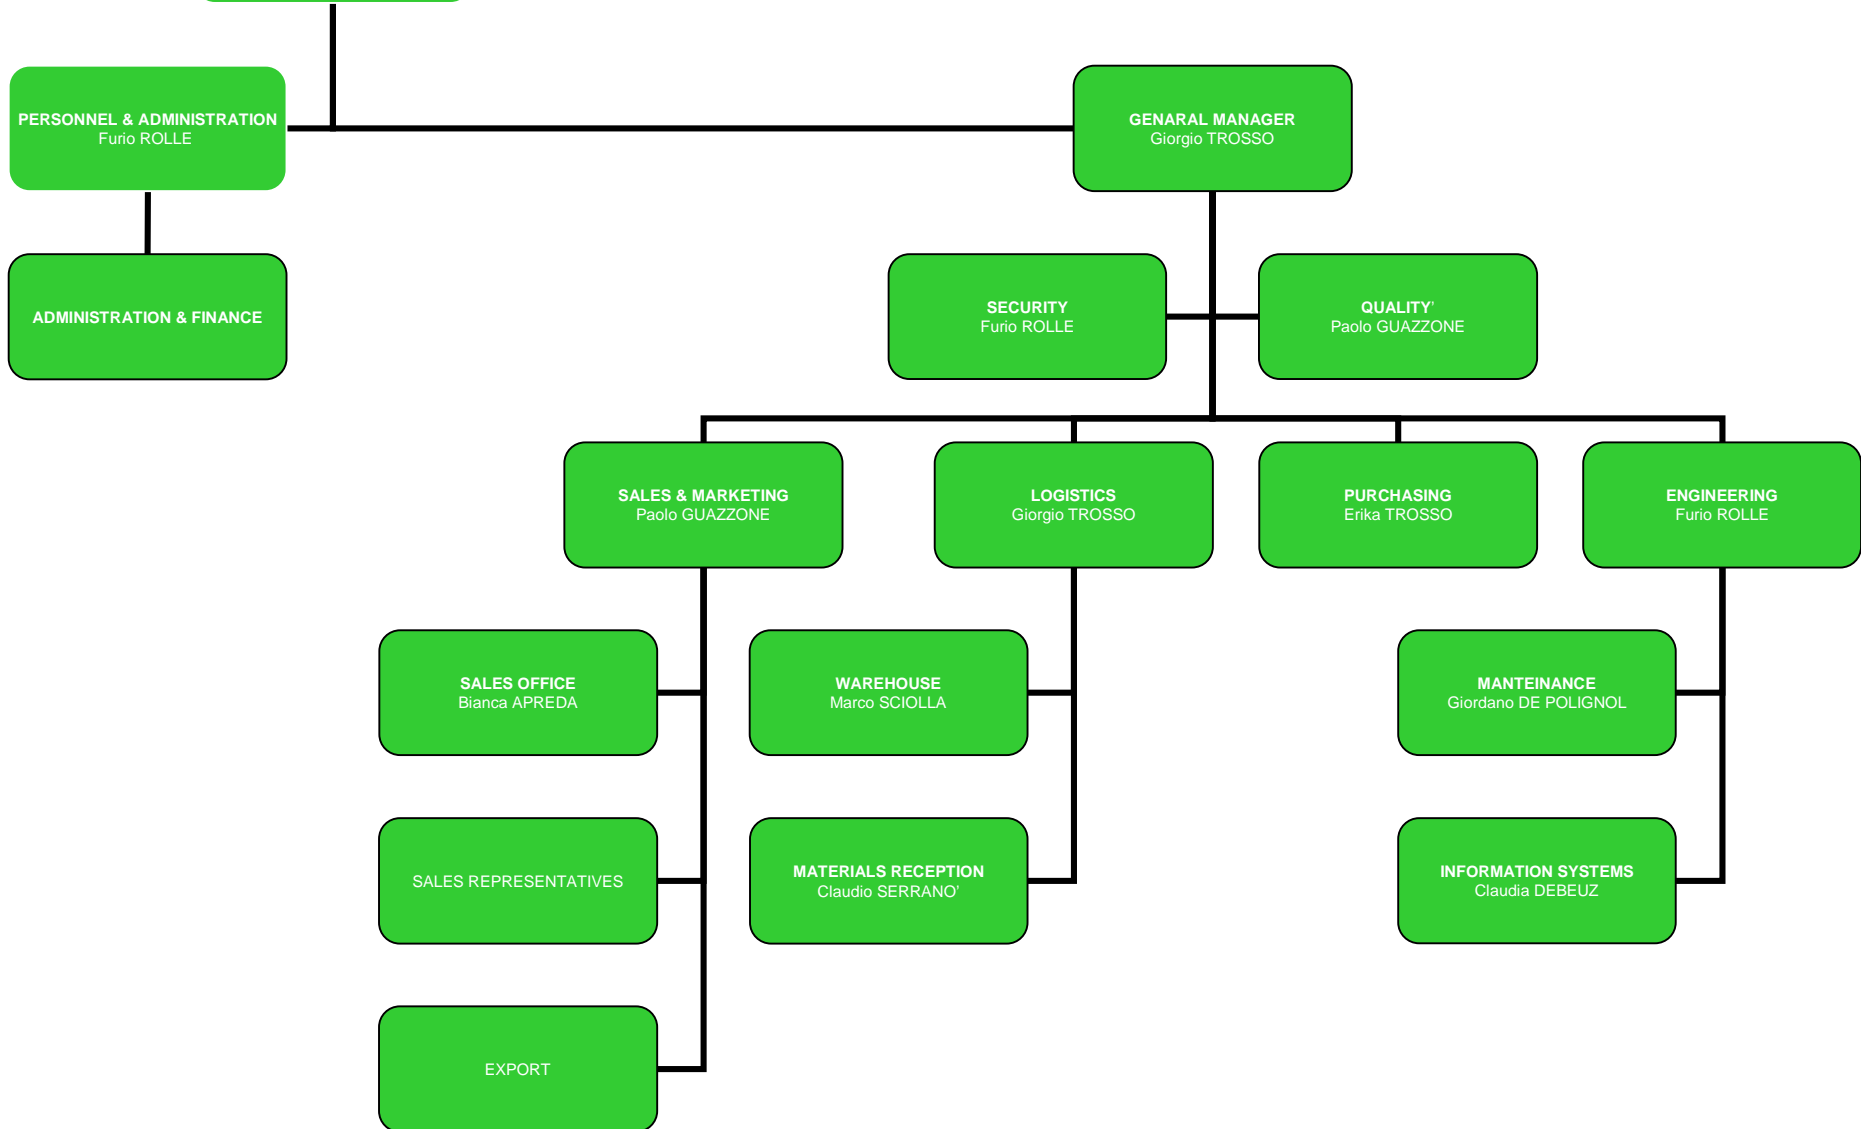 PERSONNEL & ADMINISTRATION
Furio ROLLE
GENARAL MANAGER
Giorgio TROSSO
ADMINISTRATION & FINANCE
SECURITY
Furio ROLLE
QUALITY’
Paolo GUAZZONE
SALES & MARKETING
Paolo GUAZZONE
LOGISTICS
Giorgio TROSSO
PURCHASING
Erika TROSSO
ENGINEERING
Furio ROLLE
SALES OFFICE
Bianca APREDA
WAREHOUSE
Marco SCIOLLA
MANTEINANCE
Giordano DE POLIGNOL
SALES REPRESENTATIVES
MATERIALS RECEPTION
Claudio SERRANO’
INFORMATION SYSTEMS
Claudia DEBEUZ
EXPORT